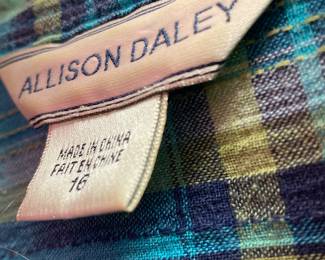 ALLISON DALEY
MADE IN CHINA
FAIT EN CHINE
16